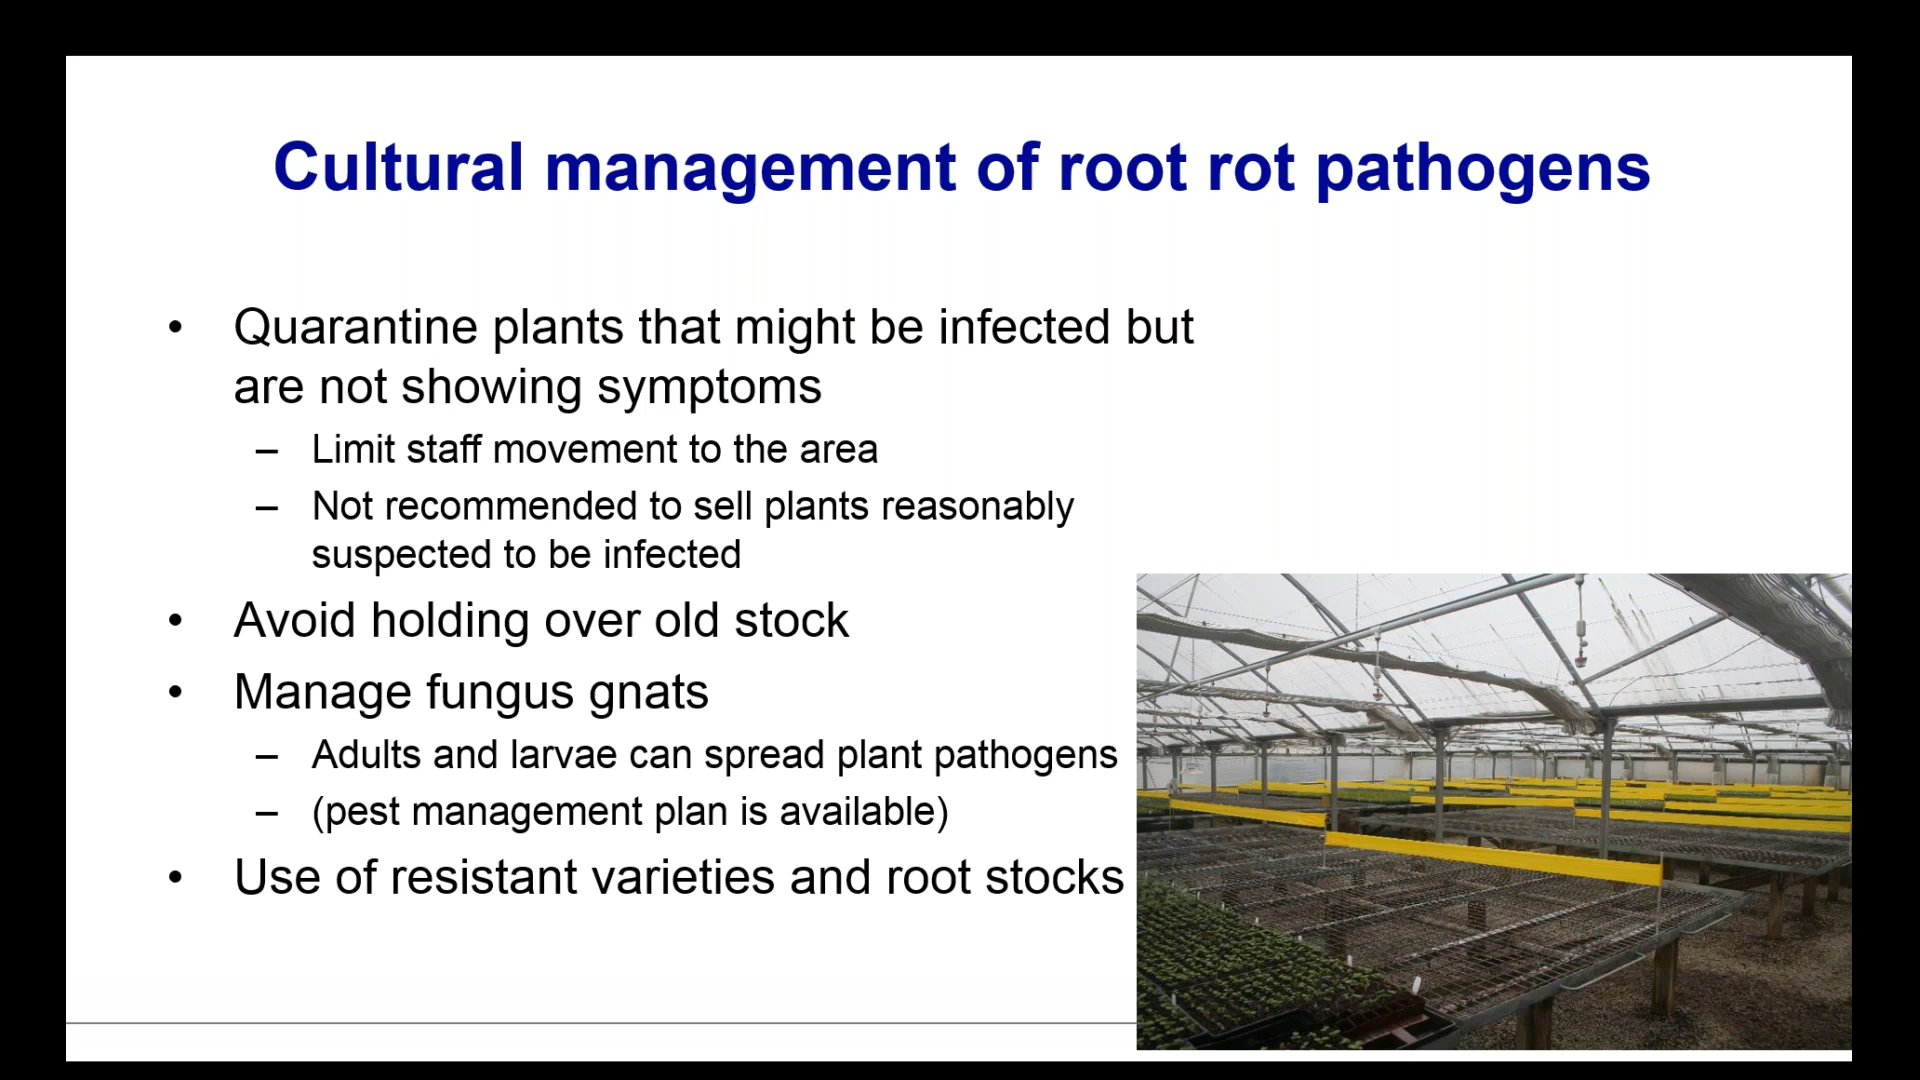 Cultural management of root rot pathogens
• Quarantine plants that might be infected but
are not showing symptoms
– Limit staff movement to the area
– Not recommended to sell plants reasonably
suspected to be infected
• Avoid holding over old stock
• Manage fungus gnats
– Adults and larvae can spread plant pathogens
– (pest management plan is available)
• Use of resistant varieties and root stocks